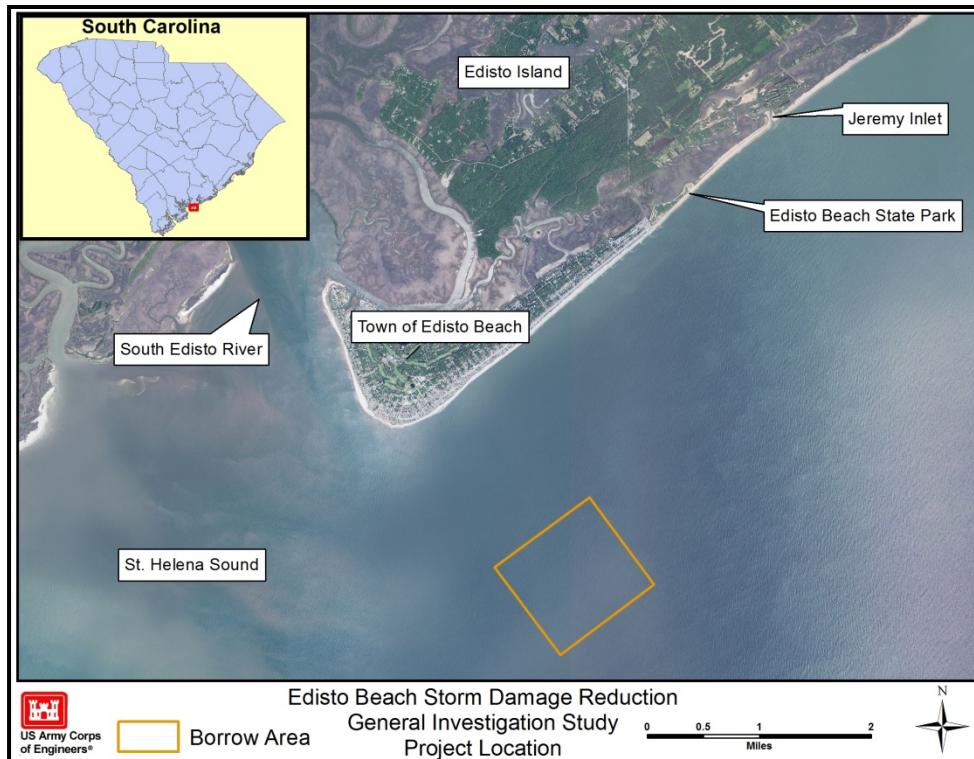 South Carolina
Edisto Island
Jeremy Inlet
Edisto Beach State Park
Town of Edisto Beach
South Edisto River
St. Helena Sound
US Army Corps
of Engineers®
Borrow Area
Edisto Beach Storm Damage Reduction
General Investigation Study
Project Location
0 0.5 1 2
Miles
N